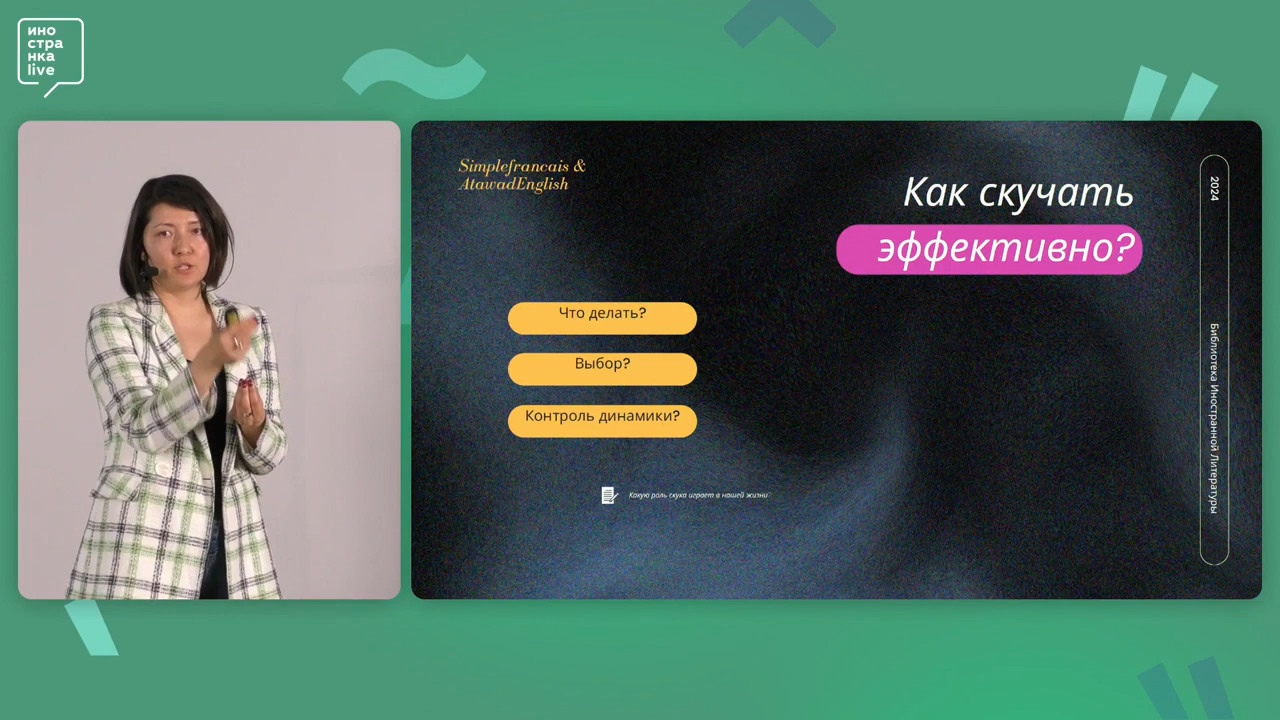 ино
стра
нка
live
Simplefrancais &
AtawadEnglish
Как скучать
эффективно?
Что делать?
Выбор?
Контроль динамики?
Какую роль скука играет в нашей жизни
2024
Библиотека Иностранной Литературы